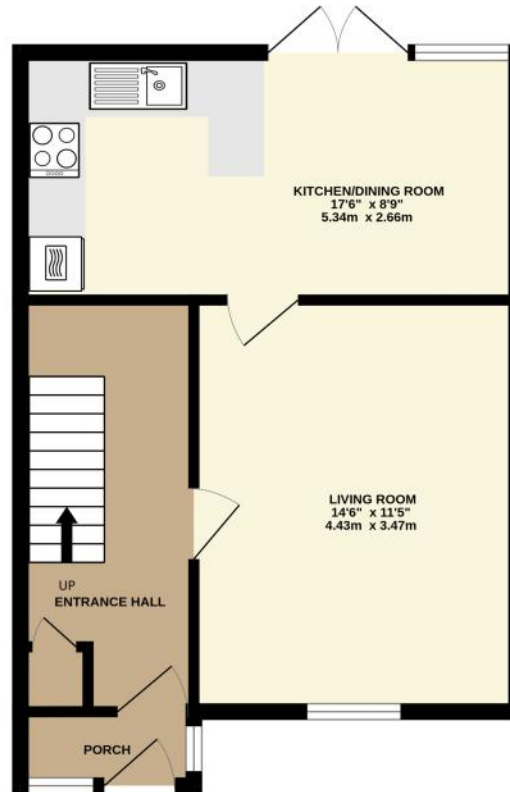 KITCHEN/DINING ROOM
17'6" x 8'9"
5.34m x 2.66m
LIVING ROOM
14'6" x 11'5"
4.43m x 3.47m
UP
ENTRANCE HALL
PORCH